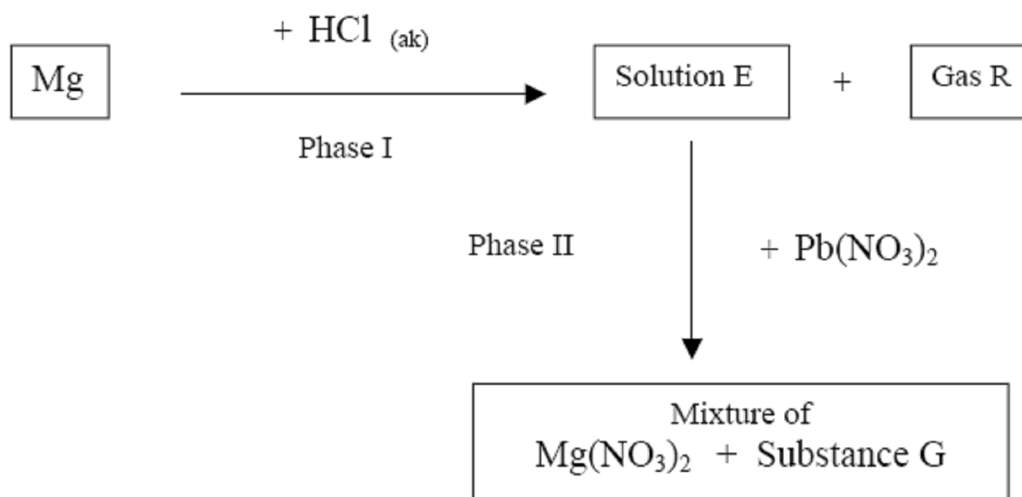 + HCl (ak)
Mg
Solution E + Gas R
Phase I
Phase II
+ Pb(NO₃)₂
Mixture of
Mg(NO₃)₂ + Substance G